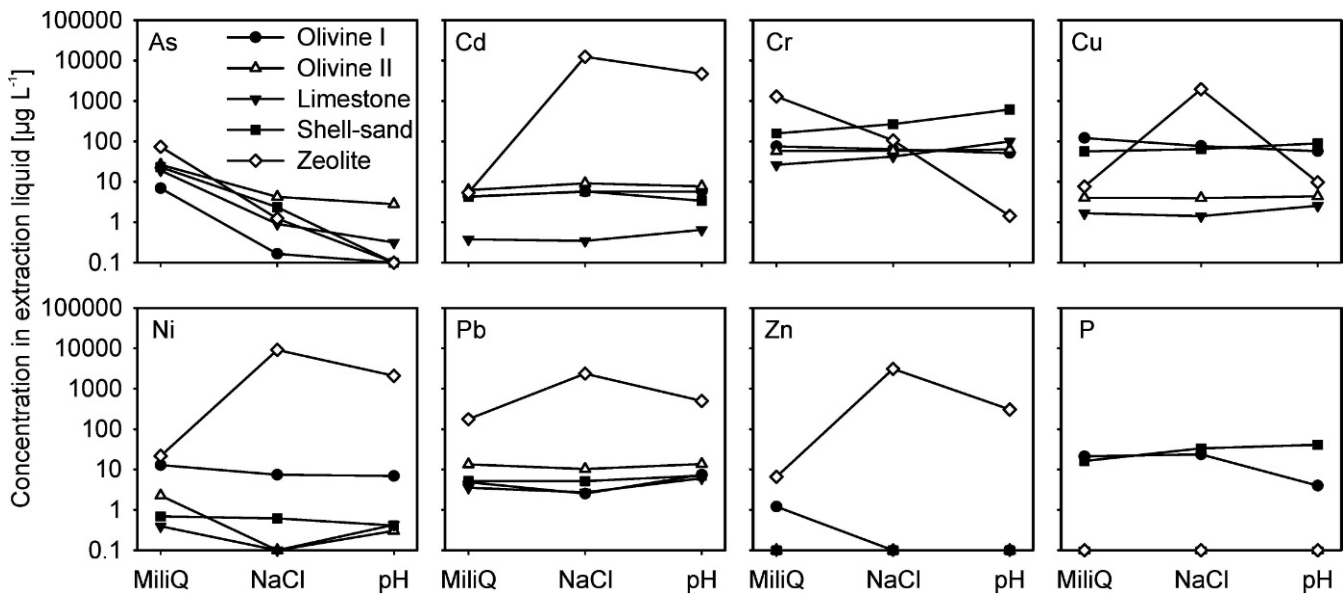 Concentration in extraction liquid [µg L⁻¹]
100000
10000
1000
100
10
1
0.1
As
Olivine I
Olivine II
Limestone
Shell-sand
Zeolite
Cd
Cr
Cu
100000
10000
1000
100
10
1
0.1
Ni
Pb
Zn
P
MiliQ NaCl pH
MiliQ NaCl pH
MiliQ NaCl pH
MiliQ NaCl pH